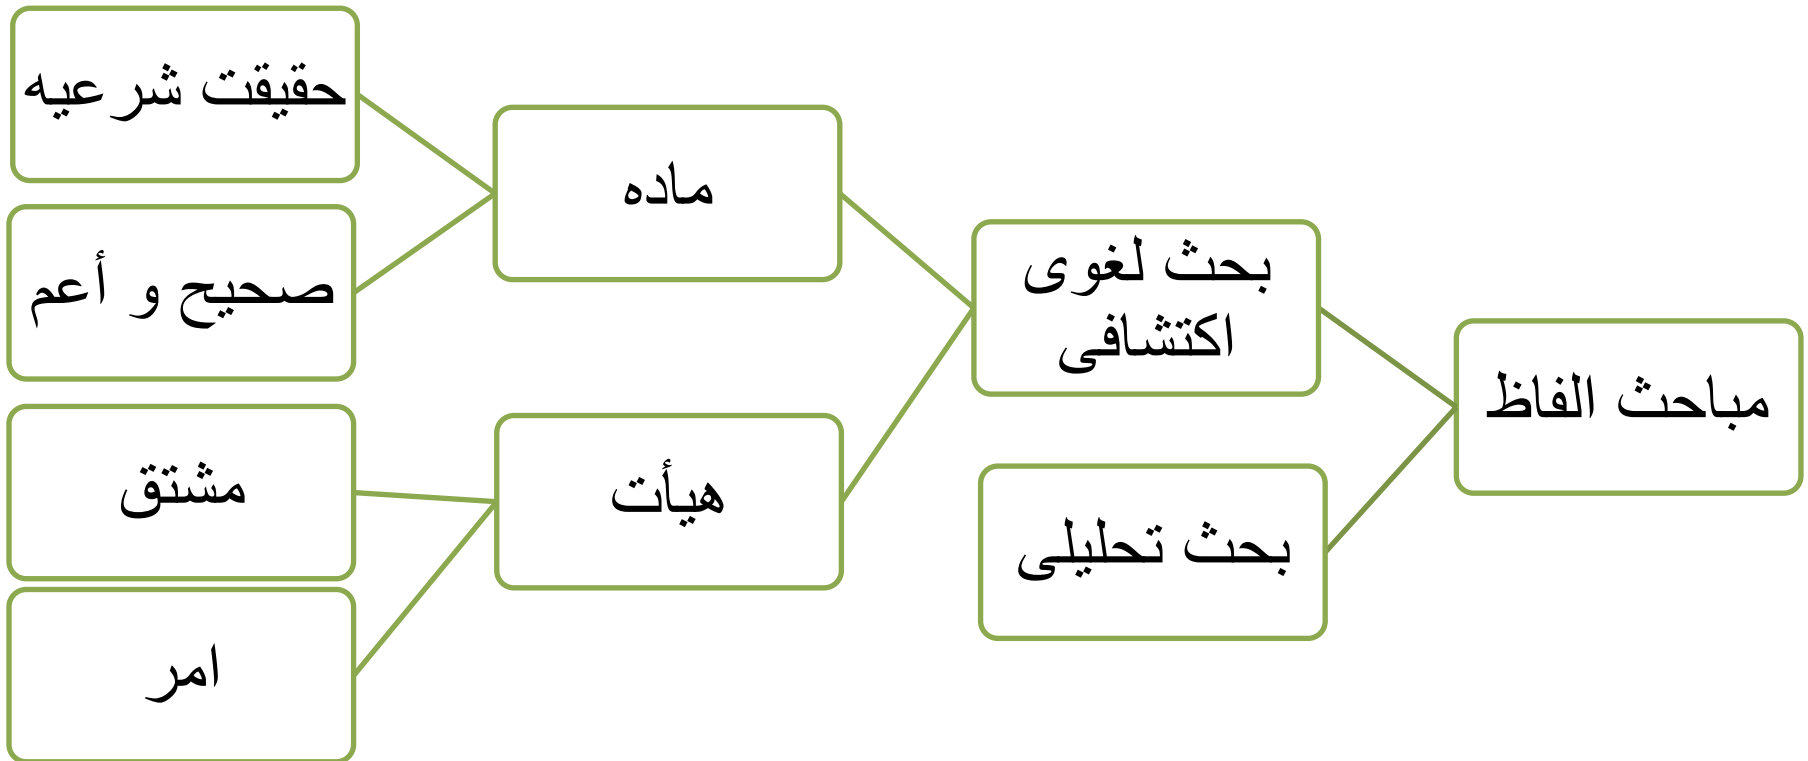 مباحث الفاظ
بحث لغوی
اکتشافی
ماده
حقیقت شرعیه
صحیح و أعم
هیأت
مشتق
امر
بحث تحلیلی